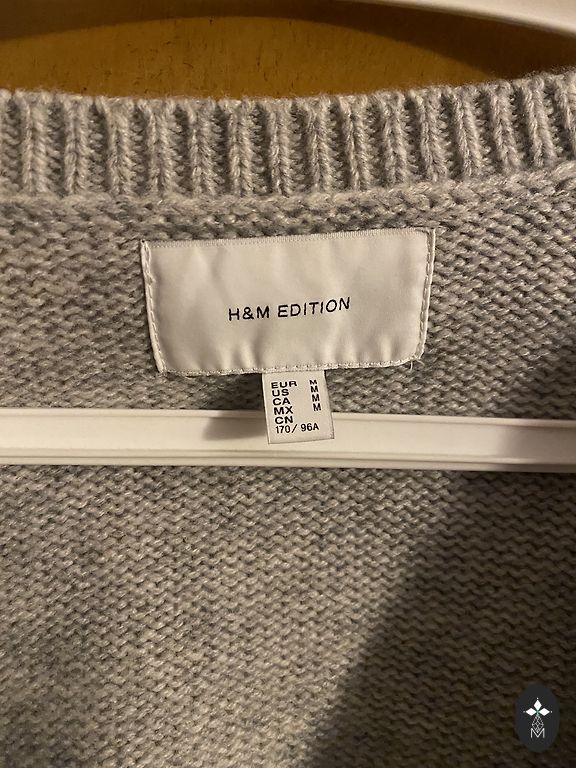 H&M EDITION
EUR M
US M
CA M
MX M
CN
170/ 96A
M